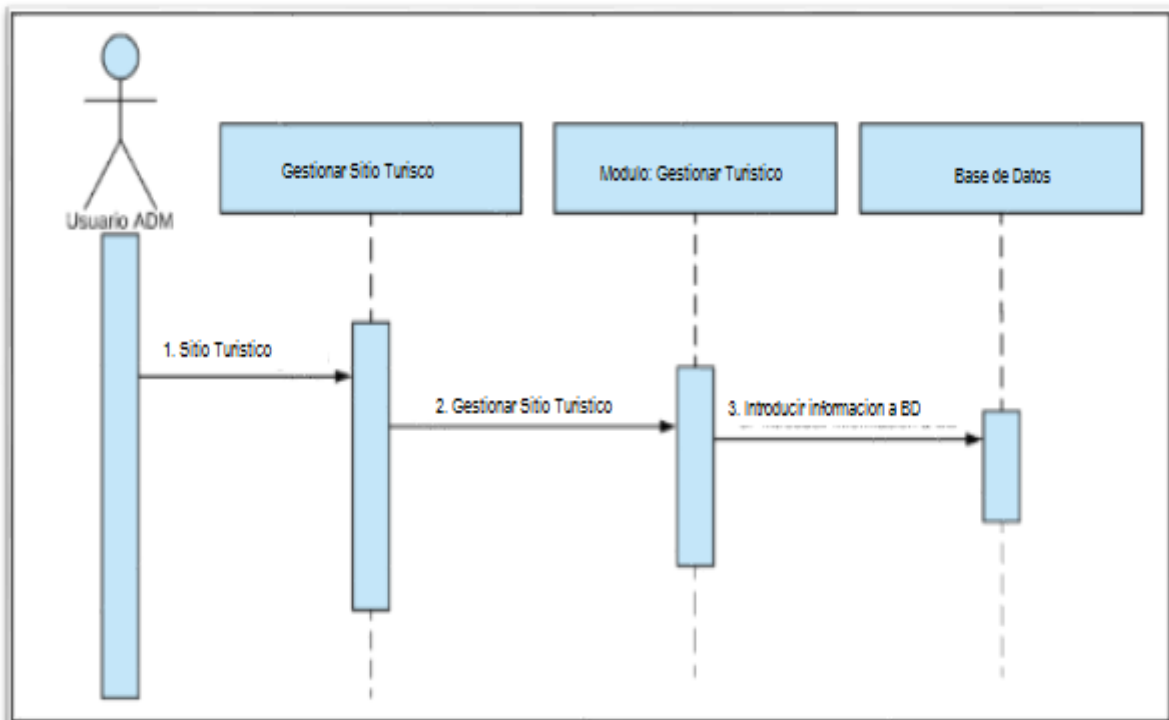 Usuario ADM
Gestionar Sitio Turisco
Modulo: Gestionar Turistico
Base de Datos
1. Sitio Turistico
2. Gestionar Sitio Turistico
3. Introducir informacion a BD